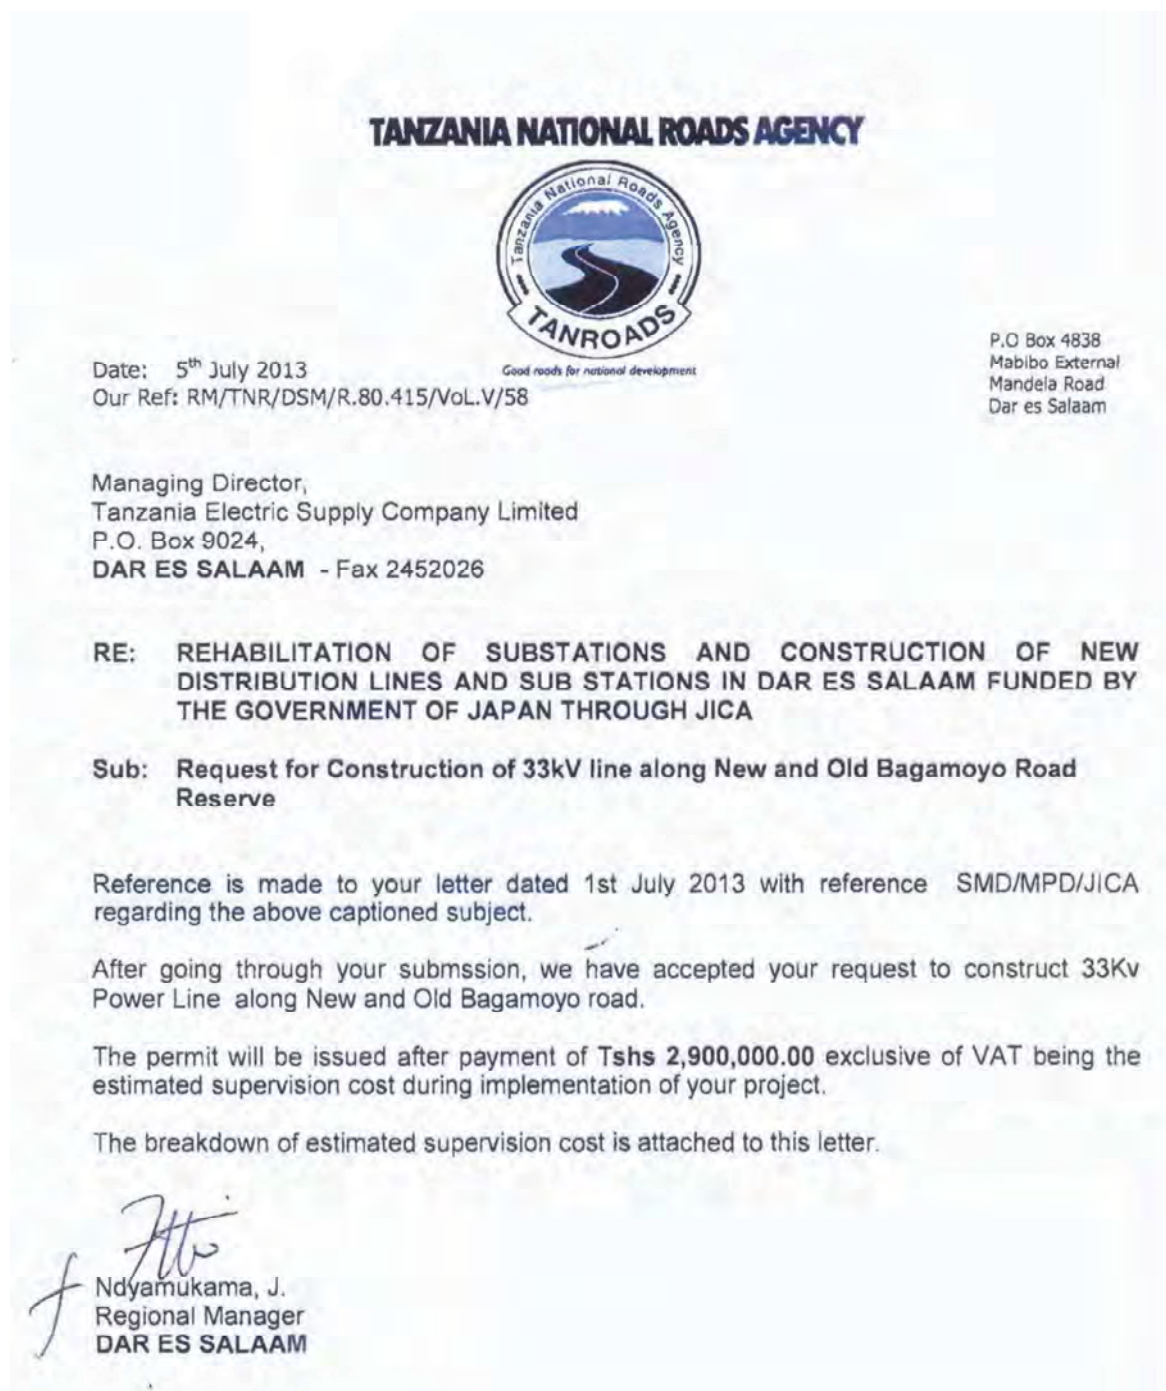 TANZANIA NATIONAL ROADS AGENCY
Tanzania National Roads Agency
TANROADS
Good roads for national development
P.O Box 4838
Mabibo External
Mandela Road
Dar es Salaam
Date: 5th July 2013
Our Ref: RM/TNR/DSM/R.80.415/VoL.V/58
Managing Director,
Tanzania Electric Supply Company Limited
P.O. Box 9024,
DAR ES SALAAM - Fax 2452026
RE: REHABILITATION OF SUBSTATIONS AND CONSTRUCTION OF NEW
DISTRIBUTION LINES AND SUB STATIONS IN DAR ES SALAAM FUNDED BY
THE GOVERNMENT OF JAPAN THROUGH JICA
Sub: Request for Construction of 33kV line along New and Old Bagamoyo Road
Reserve
Reference is made to your letter dated 1st July 2013 with reference SMD/MPD/JICA
regarding the above captioned subject.
After going through your submssion, we have accepted your request to construct 33Kv
Power Line along New and Old Bagamoyo road.
The permit will be issued after payment of Tshs 2,900,000.00 exclusive of VAT being the
estimated supervision cost during implementation of your project.
The breakdown of estimated supervision cost is attached to this letter.
Ndyamukama, J.
Regional Manager
DAR ES SALAAM